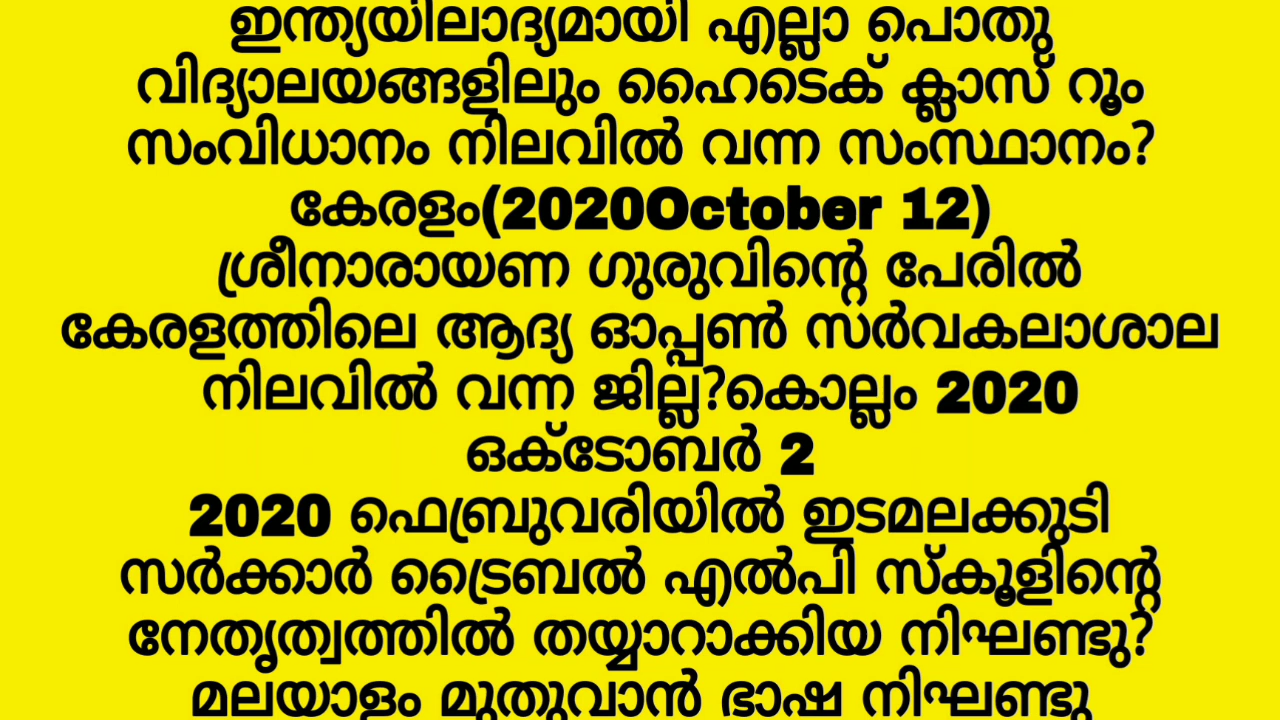 ഇന്ത്യയിലാദ്യമായി എല്ലാ പൊതു
വിദ്യാലയങ്ങളിലും ഹൈടെക് ക്ലാസ് റൂം
സംവിധാനം നിലവിൽ വന്ന സംസ്ഥാനം?
കേരളം(2020October 12)
ശ്രീനാരായണ ഗുരുവിന്റെ പേരിൽ
കേരളത്തിലെ ആദ്യ ഓപ്പൺ സർവകലാശാല
നിലവിൽ വന്ന ജില്ല?കൊല്ലം 2020
ഒക്ടോബർ 2
2020 ഫെബ്രുവരിയിൽ ഇടമലക്കുടി
സർക്കാർ ട്രൈബൽ എൽപി സ്കൂളിന്റെ
നേതൃത്വത്തിൽ തയ്യാറാക്കിയ നിഘണ്ടു?
മലയാളം മുതുവാൻ ഭാഷ നിഘണ്ടു